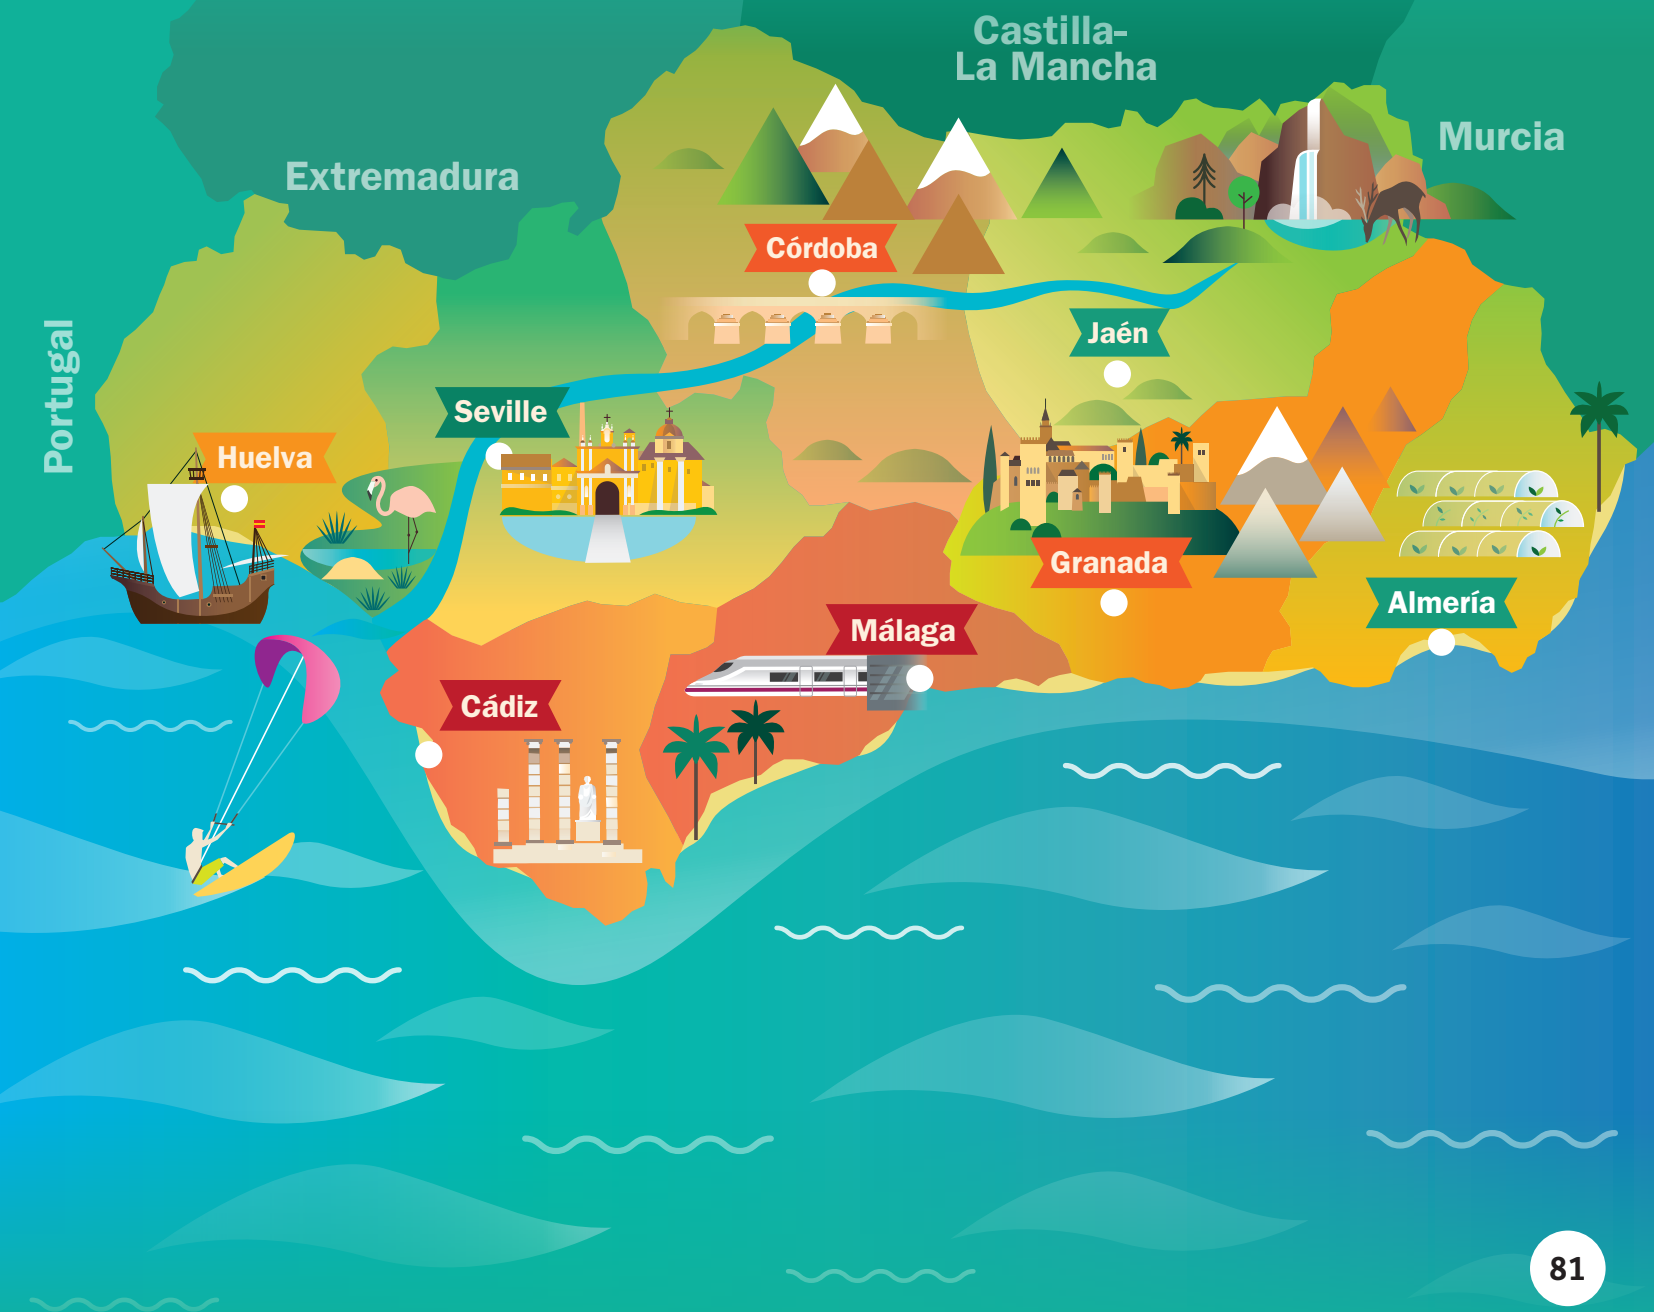 Castilla-
La Mancha
Murcia
Extremadura
Portugal
Córdoba
Jaén
Seville
Huelva
Granada
Almería
Málaga
Cádiz
81